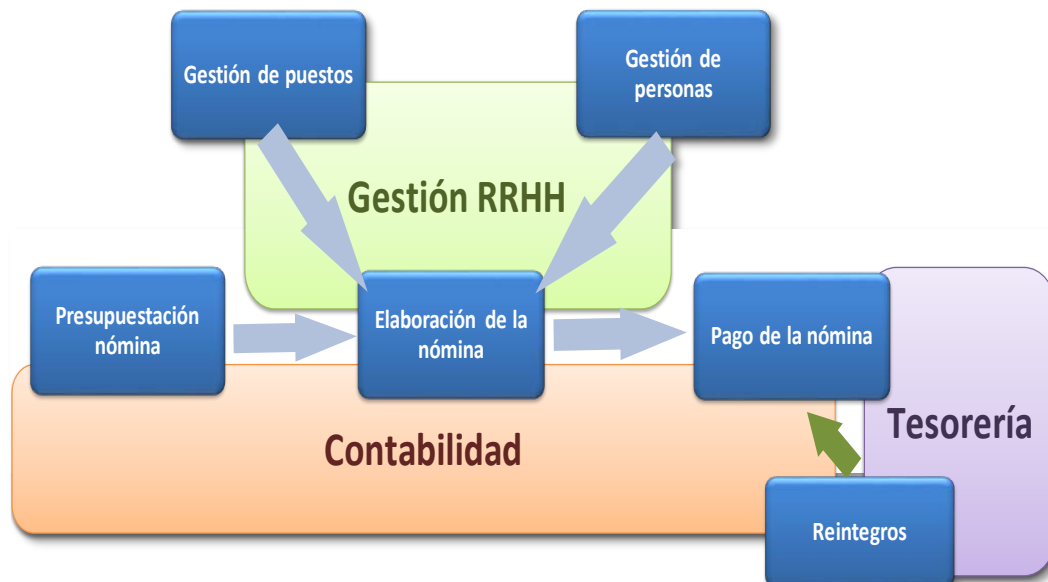 Gestión de puestos
Gestión de
personas
Gestión RRHH
Presupuestación
nómina
Elaboración de la
nómina
Pago de la nómina
Contabilidad
Tesorería
Reintegros